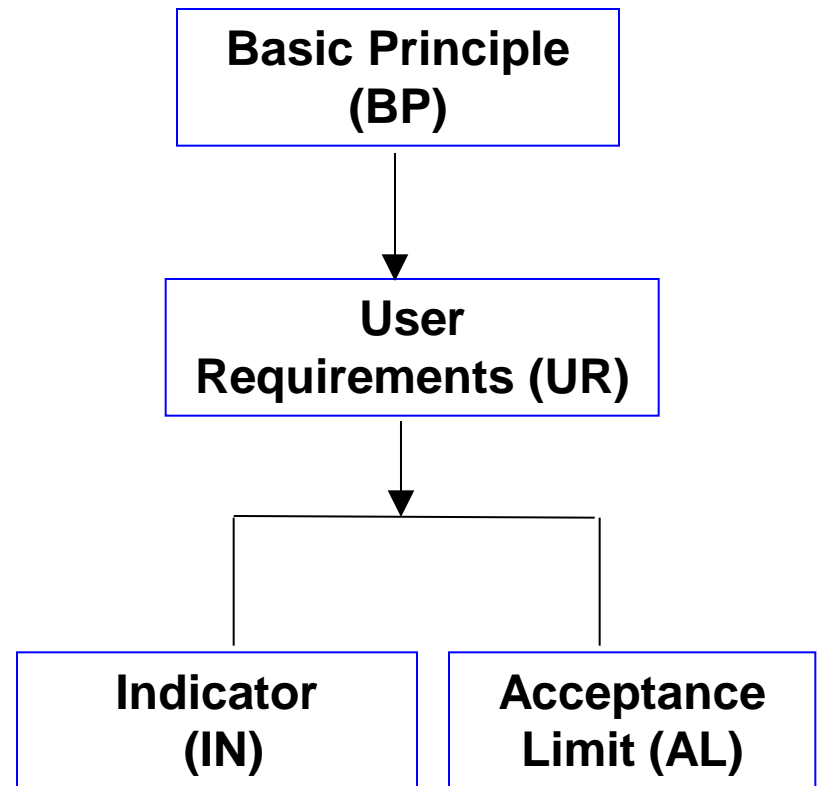 Basic Principle
(BP)
User
Requirements (UR)
Indicator
(IN)
Acceptance
Limit (AL)